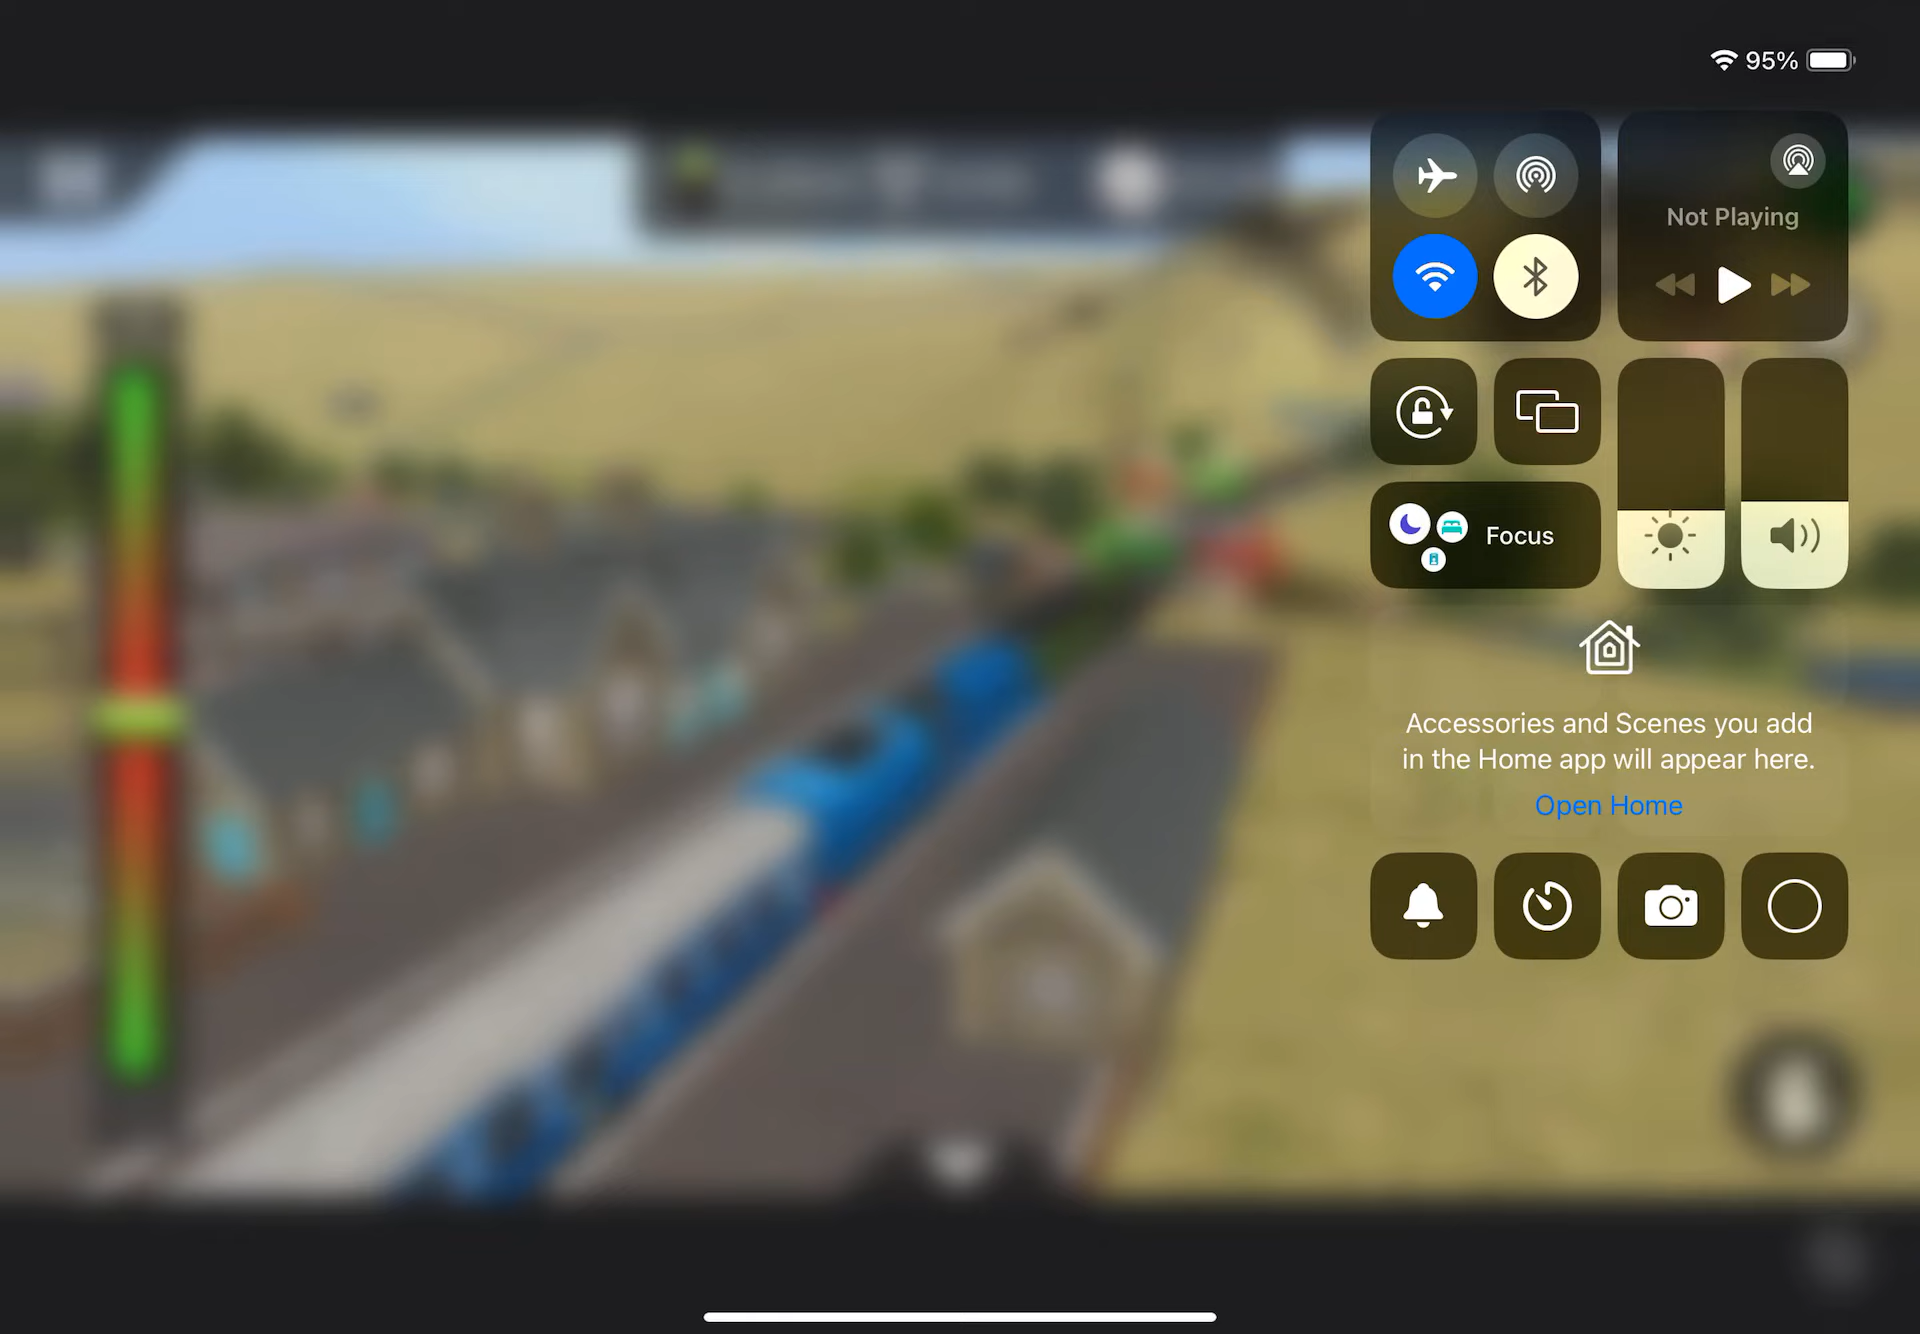 95%
Not Playing
Focus
Accessories and Scenes you add
in the Home app will appear here.
Open Home